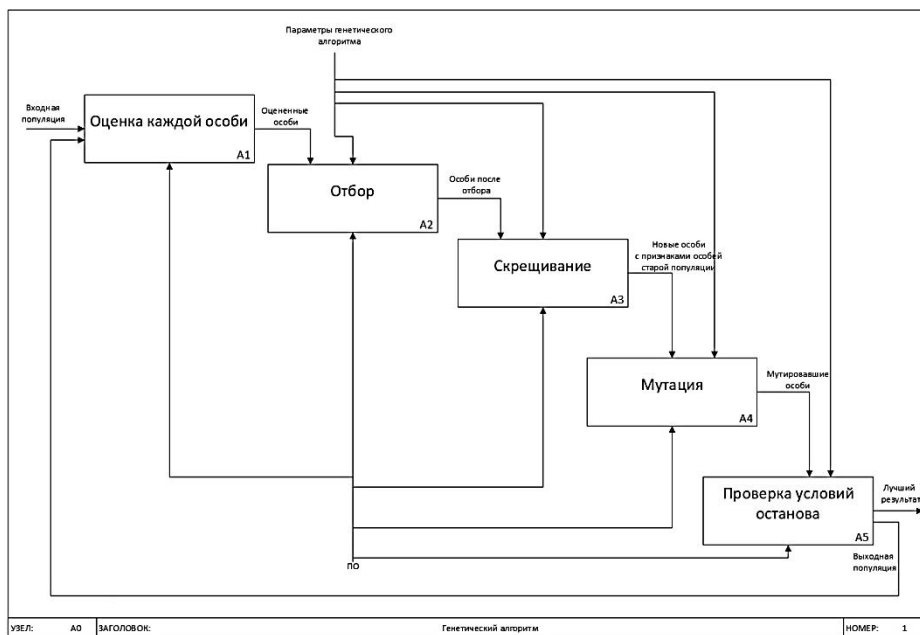 Параметры генетического
алгоритма
Входная
популяция
Оценка каждой особи
A1
Оцененные
особи
Отбор
A2
Особи после
отбора
Скрещивание
A3
Новые особи
с признаками особей
старой популяции
Мутация
A4
Мутировавшие
особи
Проверка условий
останова
A5
Лучший
результат
Выходная
популяция
ПО
УЗЕЛ: A0 ЗАГОЛОВОК: Генетический алгоритм НОМЕР: 1